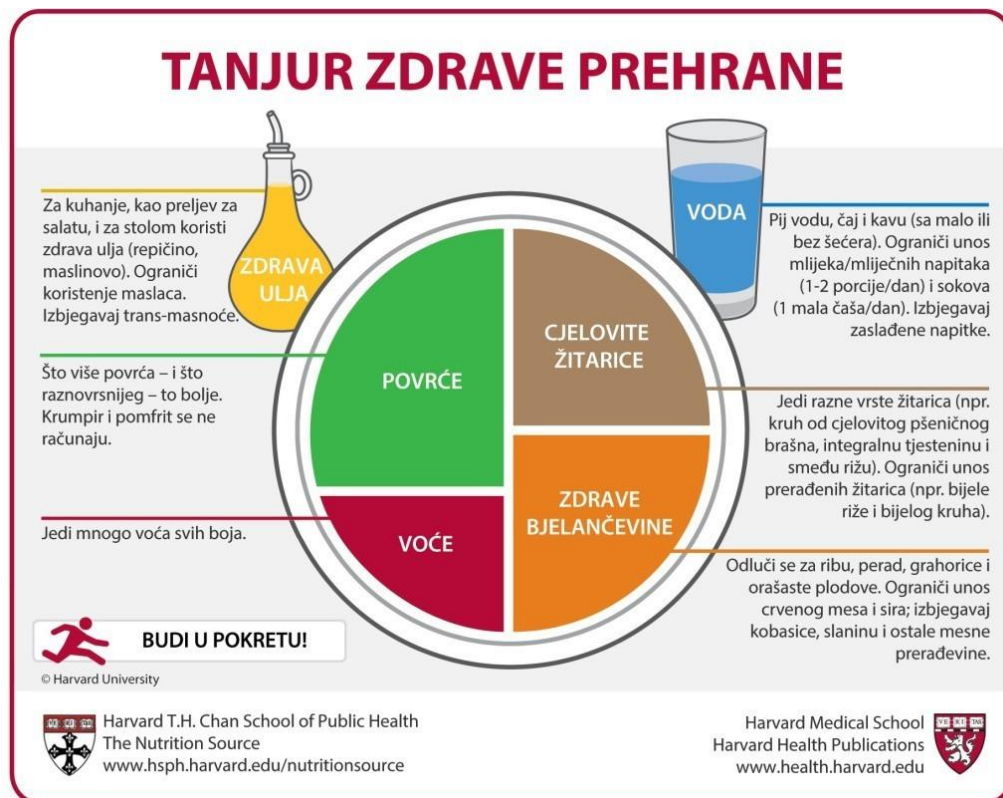 TANJUR ZDRAVE PREHRANE
Za kuhanje, kao preljev za
salatu, i za stolom koristi
zdrava ulja (repičino,
maslinovo). Ograniči
koristenje maslaca.
Izbjegavaj trans-masnoće.
ZDRAVA
ULJA
VODA
Pij vodu, čaj i kavu (sa malo ili
bez šećera). Ograniči unos
mlijeka/mliječnih napitaka
(1-2 porcije/dan) i sokova
(1 mala čaša/dan). Izbjegavaj
zaslađene napitke.
Što više povrća – i što
raznovrsnijeg – to bolje.
Krumpir i pomfrit se ne
računaju.
POVRĆE
CJELOVITE
ŽITARICE
Jedi razne vrste žitarica (npr.
kruh od cjelovitog pšeničnog
brašna, integralnu tjesteninu i
smeđu rižu). Ograniči unos
prerađenih žitarica (npr. bijele
riže i bijelog kruha).
Jedi mnogo voća svih boja.
VOĆE
ZDRAVE
BJELANČEVINE
Odluči se za ribu, perad, grahorice i
orašaste plodove. Ograniči unos
crvenog mesa i sira; izbjegavaj
kobasice, slaninu i ostale mesne
prerađevine.
BUDI U POKRETU!
© Harvard University
Harvard T.H. Chan School of Public Health
The Nutrition Source
www.hsph.harvard.edu/nutritionsource
Harvard Medical School
Harvard Health Publications
www.health.harvard.edu
VE RI TAS